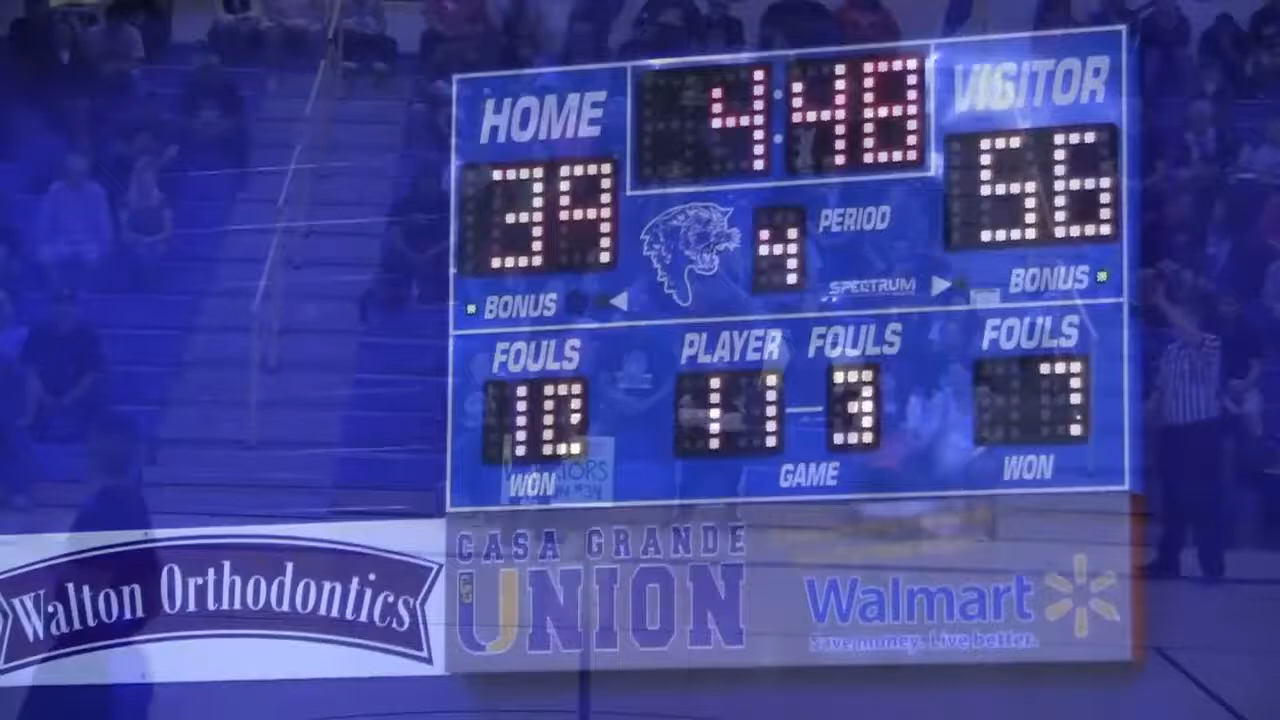 HOME 4:48 VISITOR
39 56
4 PERIOD
SPECTRUM
BONUS BONUS
FOULS PLAYER FOULS FOULS
11 3 7
WON GAME WON
CASA GRANDE
UNION
Walton Orthodontics
Walmart
Save money. Live better.